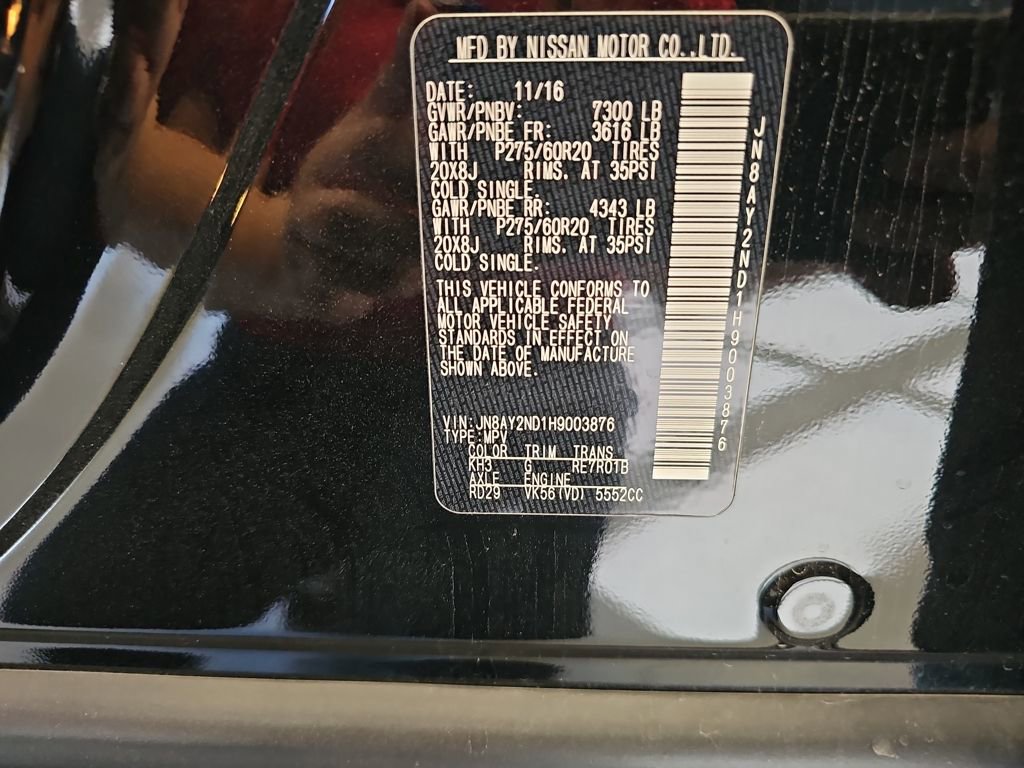 MFD BY NISSAN MOTOR CO.,LTD.
DATE: 11/16
GVWR/PNBV: 7300 LB
GAWR/PNBE FR: 3616 LB
WITH P275/60R20 TIRES
20X8J RIMS. AT 35PSI
COLD SINGLE.
GAWR/PNBE RR: 4343 LB
WITH P275/60R20 TIRES
20X8J RIMS. AT 35PSI
COLD SINGLE.
THIS VEHICLE CONFORMS TO
ALL APPLICABLE FEDERAL
MOTOR VEHICLE SAFETY
STANDARDS IN EFFECT ON
THE DATE OF MANUFACTURE
SHOWN ABOVE.
VIN:JN8AY2ND1H9003876
TYPE:MPV
COLOR TRIM TRANS
KH3 G RE7R01B
AXLE ENGINE
RD29 VK56(VD) 5552CC
JN8AY2ND1H9003876